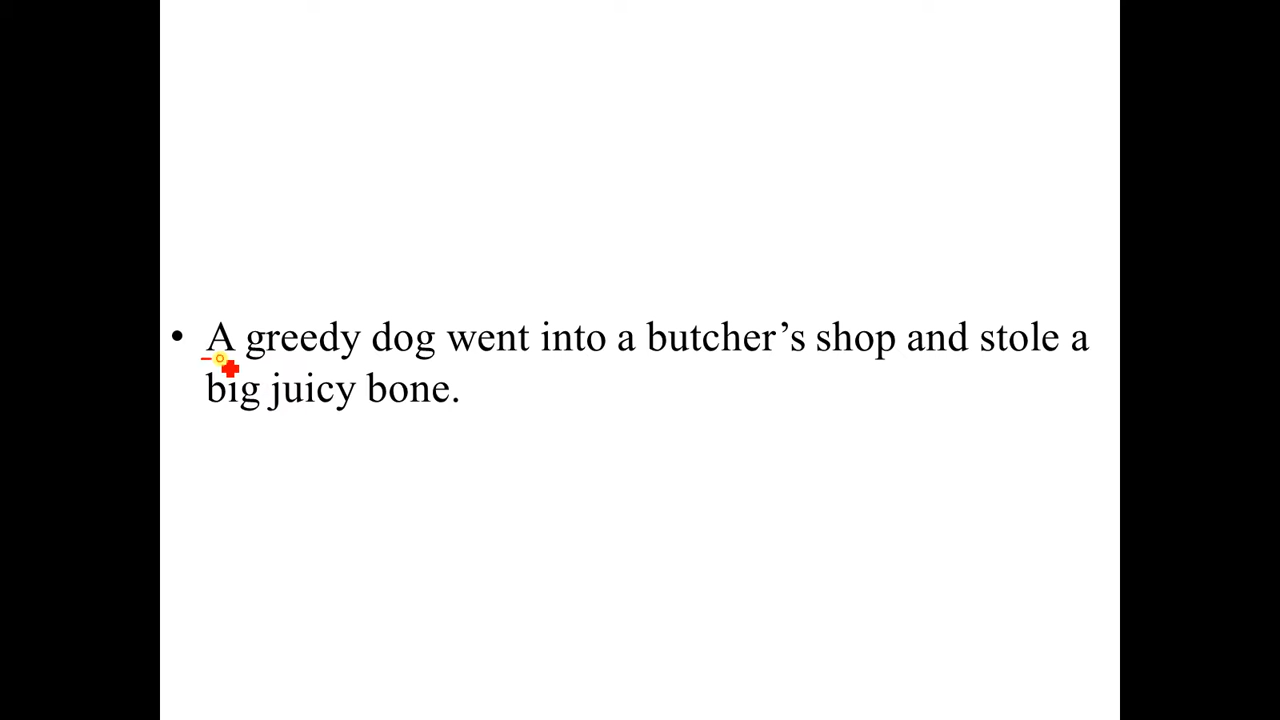 • A greedy dog went into a butcher’s shop and stole a
big juicy bone.